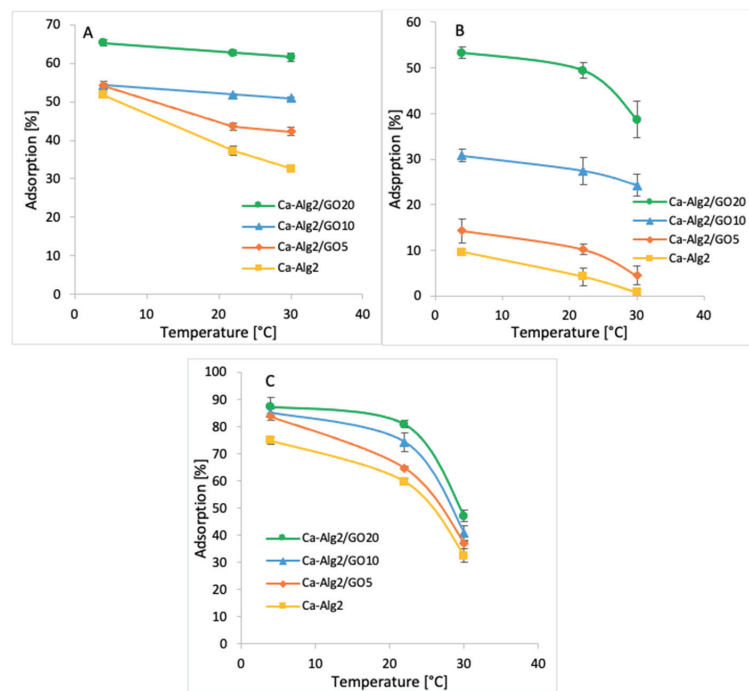 A
Adsorption [%]
70
60
50
40
30
20
10
0
Ca-Alg2/GO20
Ca-Alg2/GO10
Ca-Alg2/GO5
Ca-Alg2
0 10 20 30 40
Temperature [°C]
B
Adsprption [%]
60
50
40
30
20
10
0
Ca-Alg2/GO20
Ca-Alg2/GO10
Ca-Alg2/GO5
Ca-Alg2
0 10 20 30 40
Temperature [°C]
C
Adsorption [%]
100
90
80
70
60
50
40
30
20
10
0
Ca-Alg2/GO20
Ca-Alg2/GO10
Ca-Alg2/GO5
Ca-Alg2
0 10 20 30 40
Temperature [°C]